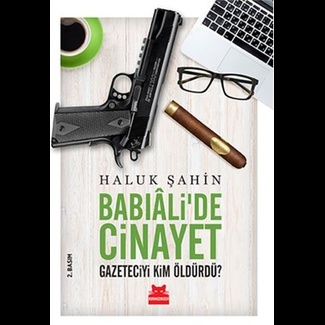 HALUK ŞAHİN
BABIÂLİ'DE
CİNAYET
GAZETECİYİ KİM ÖLDÜRDÜ?
2. BASIM